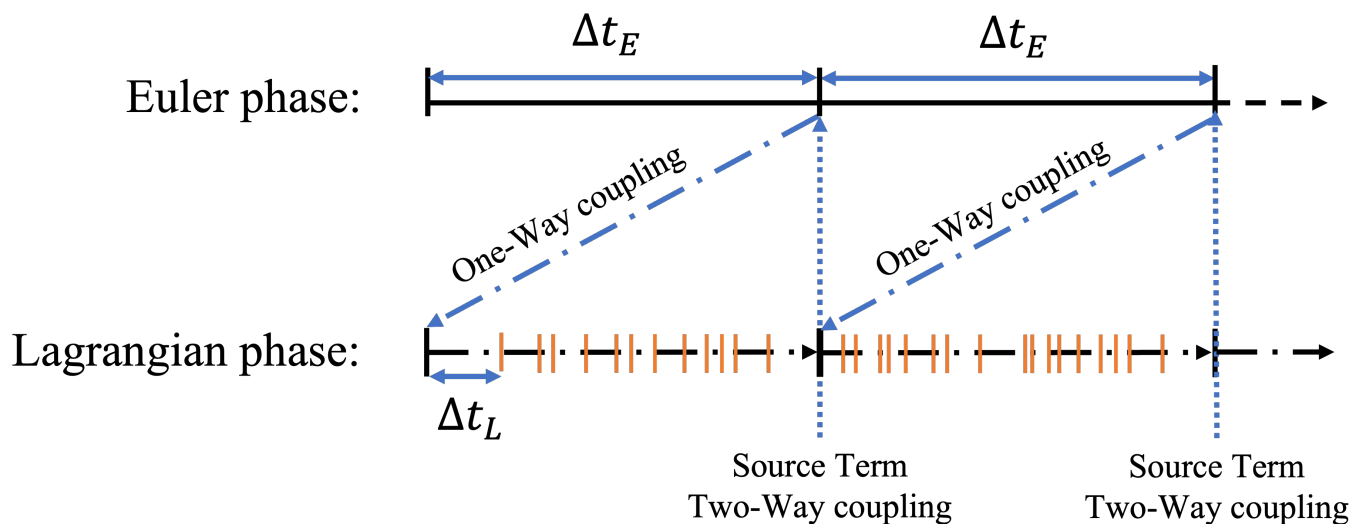 Δt_E
Δt_E
Euler phase:
One-Way coupling
One-Way coupling
Lagrangian phase:
Δt_L
Source Term
Two-Way coupling
Source Term
Two-Way coupling